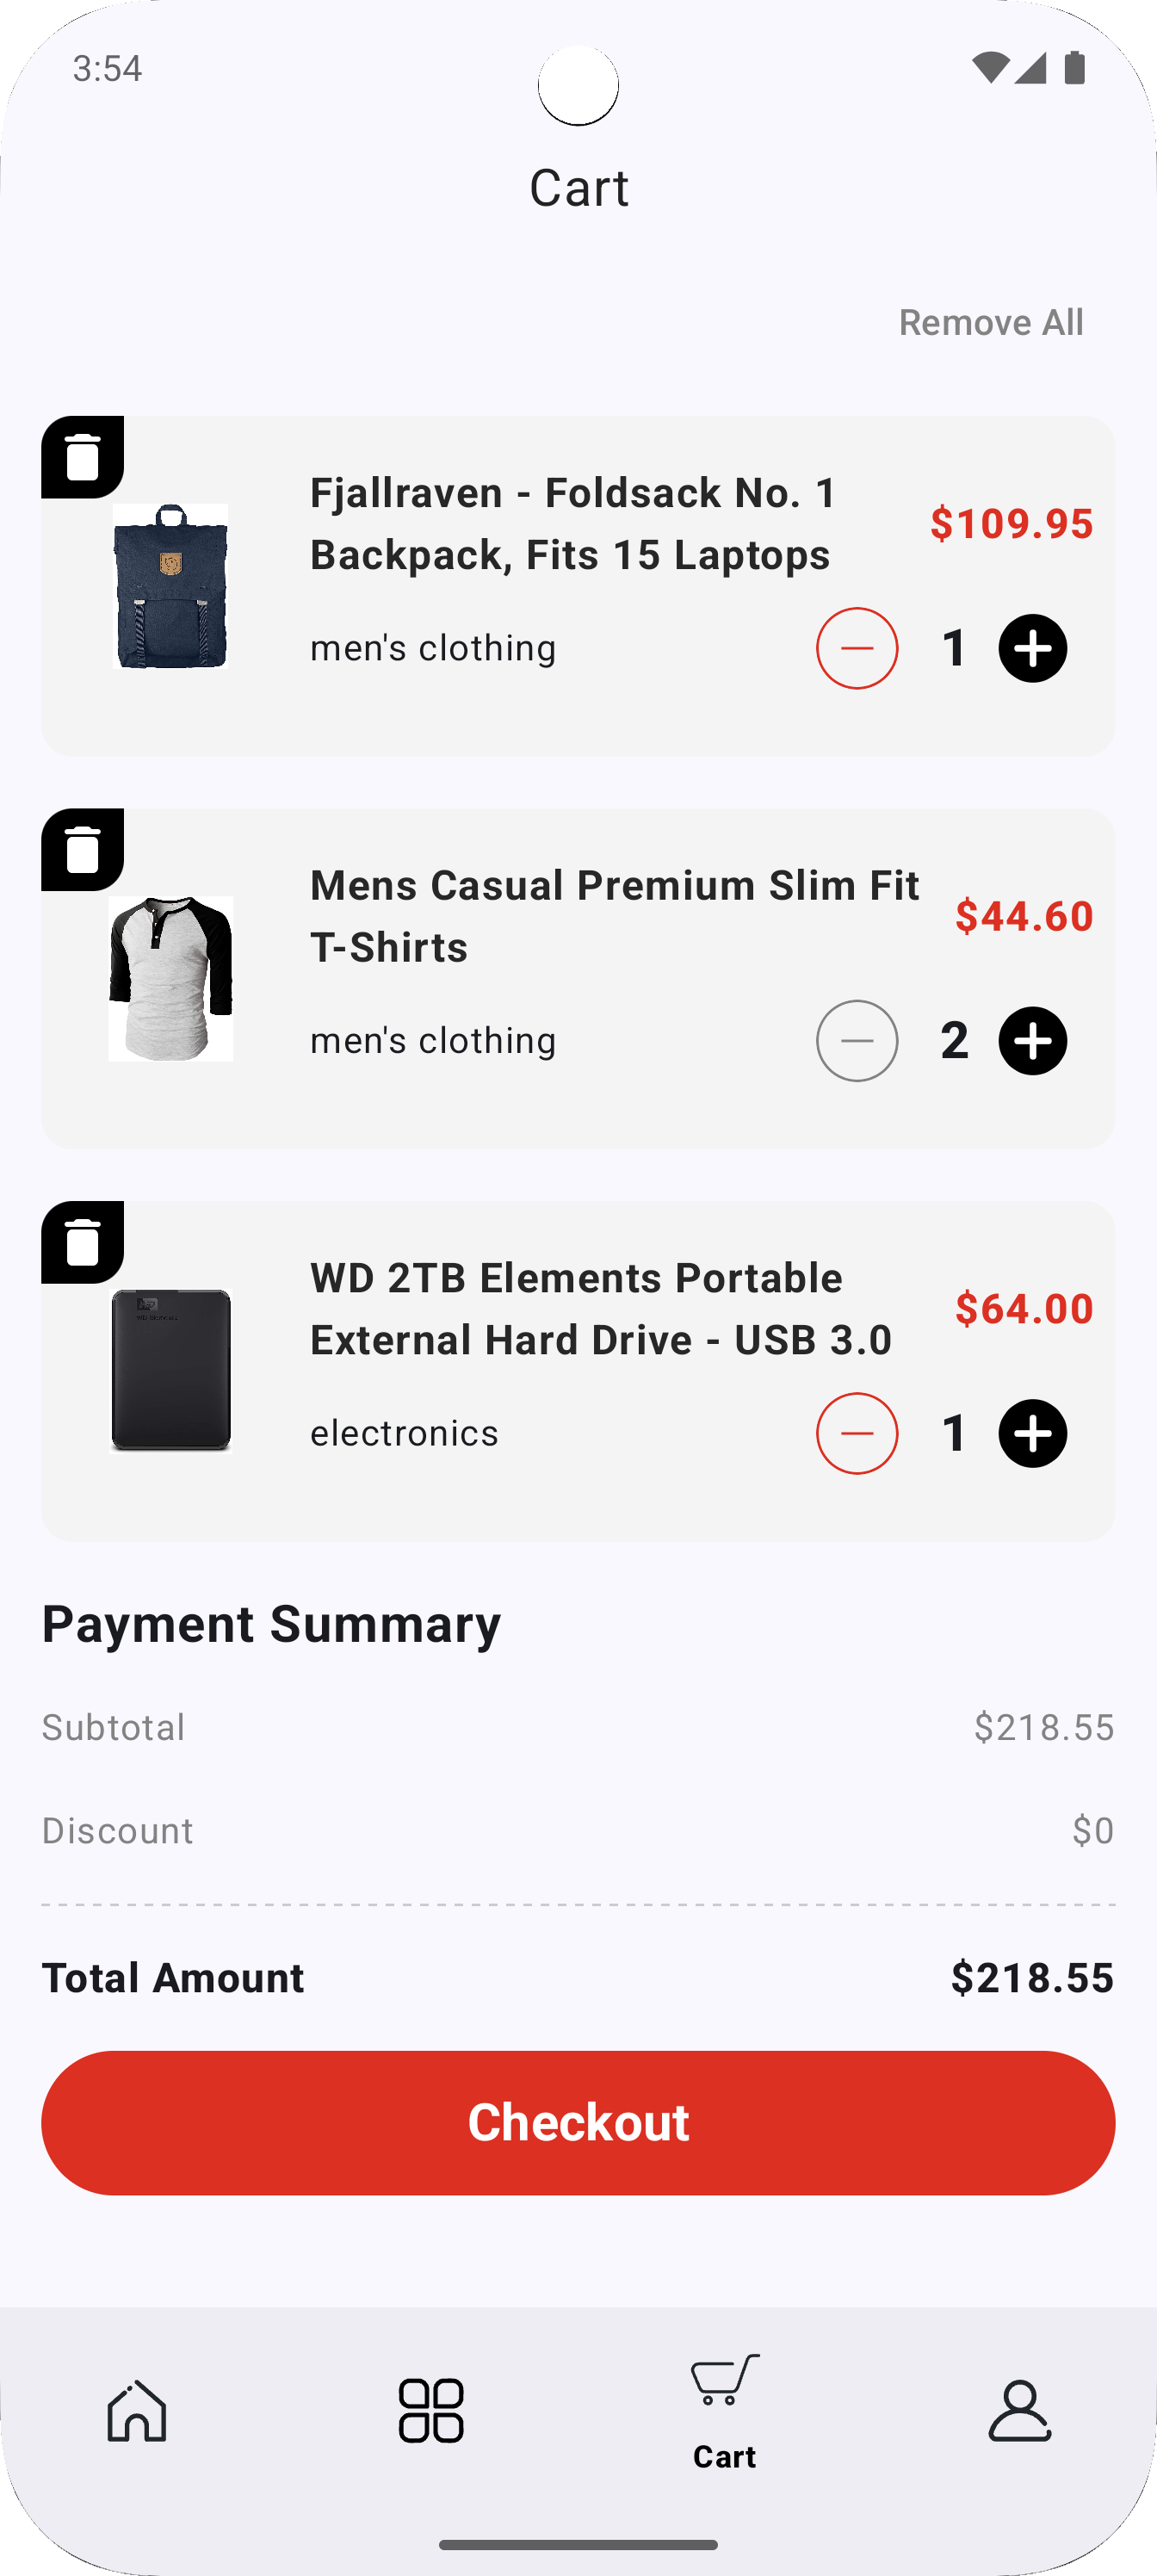 3:54
Cart
Remove All
Fjallraven - Foldsack No. 1
Backpack, Fits 15 Laptops
$109.95
men's clothing
1
Mens Casual Premium Slim Fit
T-Shirts
$44.60
men's clothing
2
WD 2TB Elements Portable
External Hard Drive - USB 3.0
$64.00
electronics
1
Payment Summary
Subtotal $218.55
Discount $0
Total Amount $218.55
Checkout
Cart